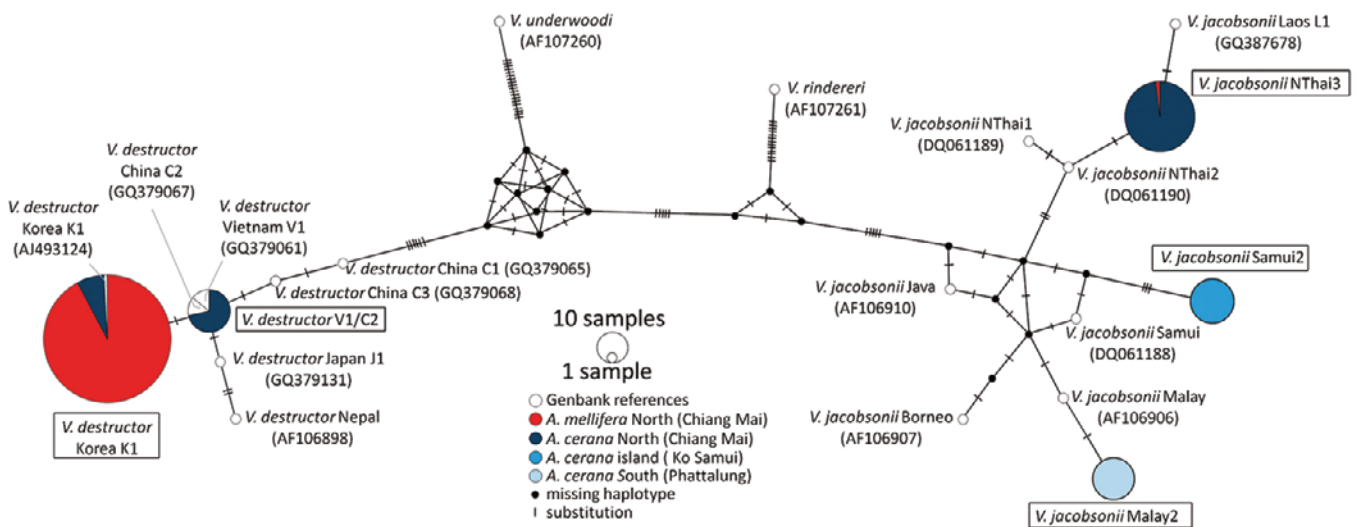 V. underwoodi
(AF107260)
V. rindereri
(AF107261)
V. jacobsonii Laos L1
(GQ387678)
V. jacobsonii NThai3
V. jacobsonii NThai1
(DQ061189)
V. jacobsonii NThai2
(DQ061190)
V. destructor
China C2
(GQ379067)
V. destructor
Vietnam V1
(GQ379061)
V. destructor
Korea K1
(AJ493124)
V. destructor China C1 (GQ379065)
V. destructor China C3 (GQ379068)
V. destructor V1/C2
V. destructor Japan J1
(GQ379131)
V. destructor Nepal
(AF106898)
V. destructor
Korea K1
V. jacobsonii Samui2
V. jacobsonii Java
(AF106910)
V. jacobsonii Samui
(DQ061188)
V. jacobsonii Borneo
(AF106907)
V. jacobsonii Malay
(AF106906)
V. jacobsonii Malay2
10 samples
1 sample
Genbank references
A. mellifera North (Chiang Mai)
A. cerana North (Chiang Mai)
A. cerana island ( Ko Samui)
A. cerana South (Phattalung)
missing haplotype
substitution